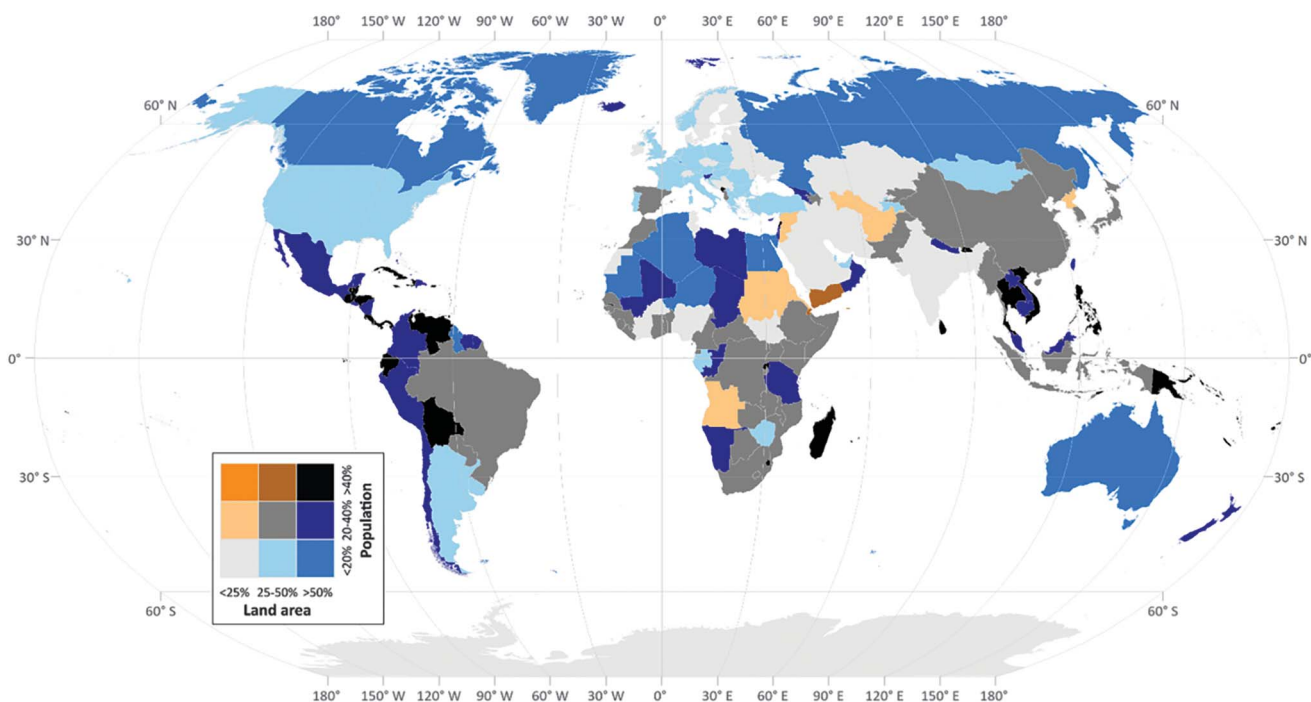 180° 150° W 120° W 90° W 60° W 30° W 0° 30° E 60° E 90° E 120° E 150° E 180°
60° N 60° N
30° N 30° N
0° 0°
30° S 30° S
60° S 60° S
<20% 20-40% >40%
Population
<25% 25-50% >50%
Land area
180° 150° W 120° W 90° W 60° W 30° W 0° 30° E 60° E 90° E 120° E 150° E 180°